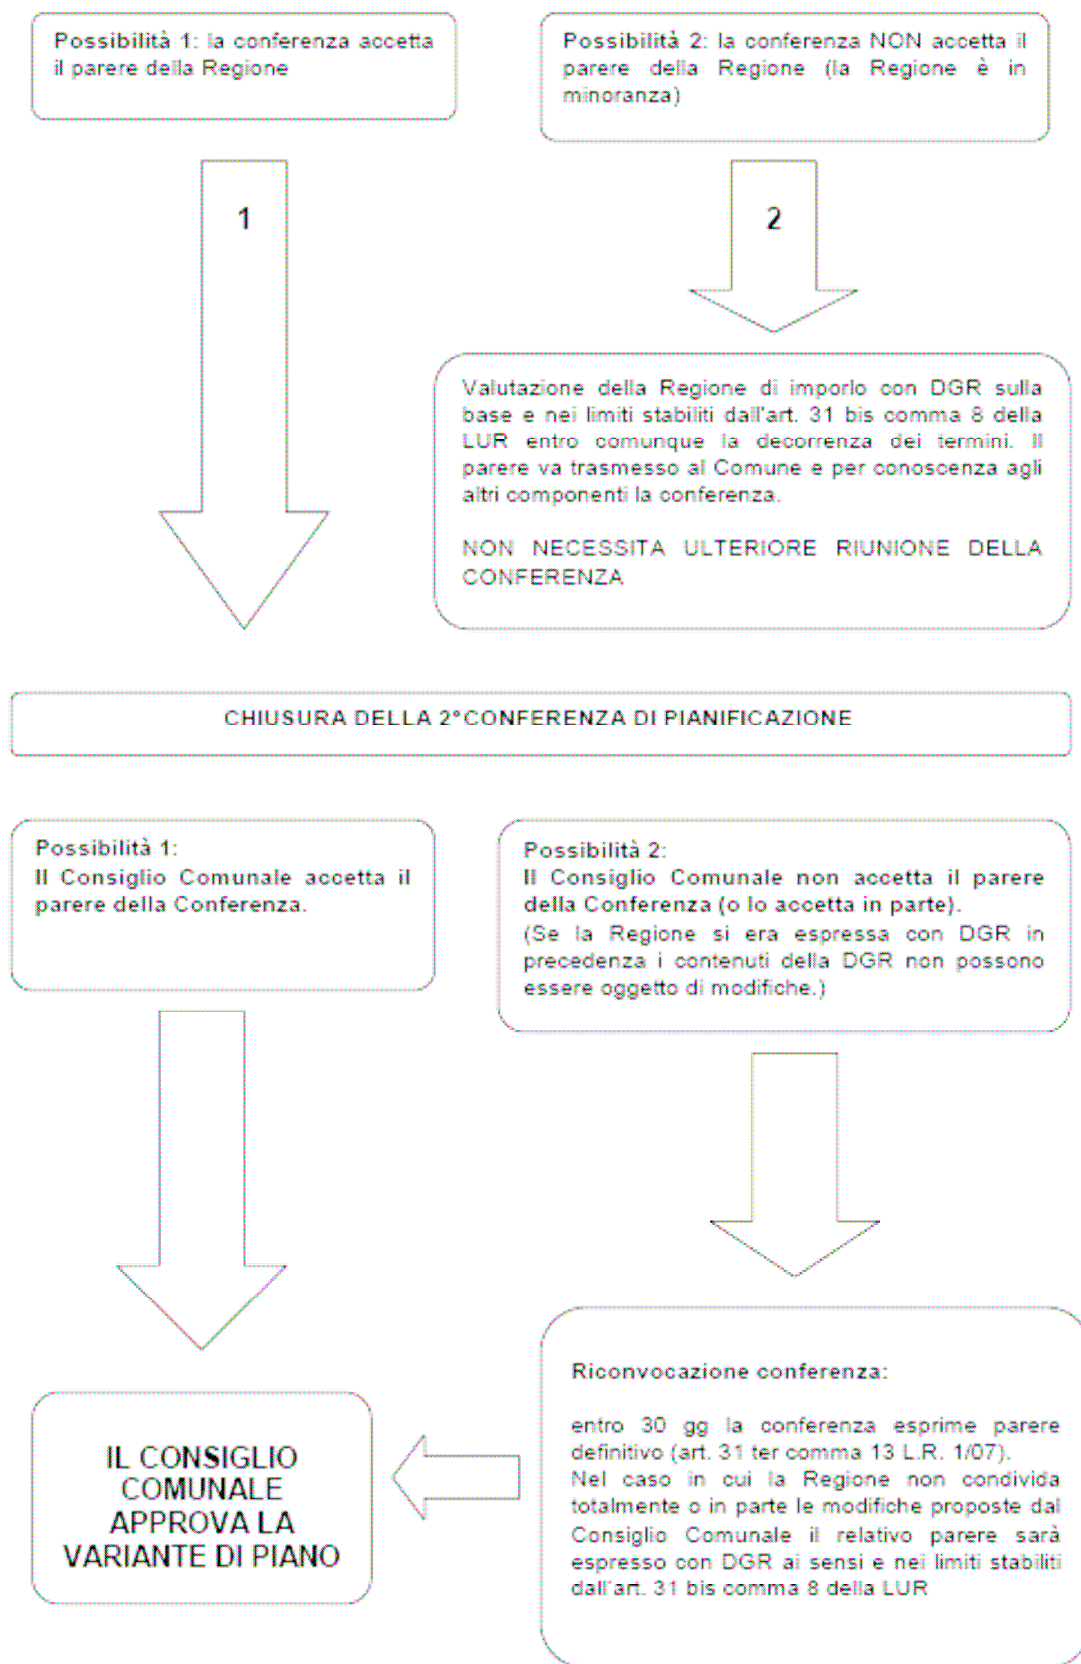 Possibilità 1: la conferenza accetta
il parere della Regione
Possibilità 2: la conferenza NON accetta il
parere della Regione (la Regione è in
minoranza)
1
2
Valutazione della Regione di imporlo con DGR sulla
base e nei limiti stabiliti dall'art. 31 bis comma 8 della
LUR entro comunque la decorrenza dei termini. Il
parere va trasmesso al Comune e per conoscenza agli
altri componenti la conferenza.
NON NECESSITA ULTERIORE RIUNIONE DELLA
CONFERENZA
CHIUSURA DELLA 2°CONFERENZA DI PIANIFICAZIONE
Possibilità 1:
Il Consiglio Comunale accetta il
parere della Conferenza.
Possibilità 2:
Il Consiglio Comunale non accetta il parere
della Conferenza (o lo accetta in parte).
(Se la Regione si era espressa con DGR in
precedenza i contenuti della DGR non possono
essere oggetto di modifiche.)
Riconvocazione conferenza:
entro 30 gg la conferenza esprime parere
definitivo (art. 31 ter comma 13 L.R. 1/07).
Nel caso in cui la Regione non condivida
totalmente o in parte le modifiche proposte dal
Consiglio Comunale il relativo parere sarà
espresso con DGR ai sensi e nei limiti stabiliti
dall'art. 31 bis comma 8 della LUR
IL CONSIGLIO
COMUNALE
APPROVA LA
VARIANTE DI PIANO